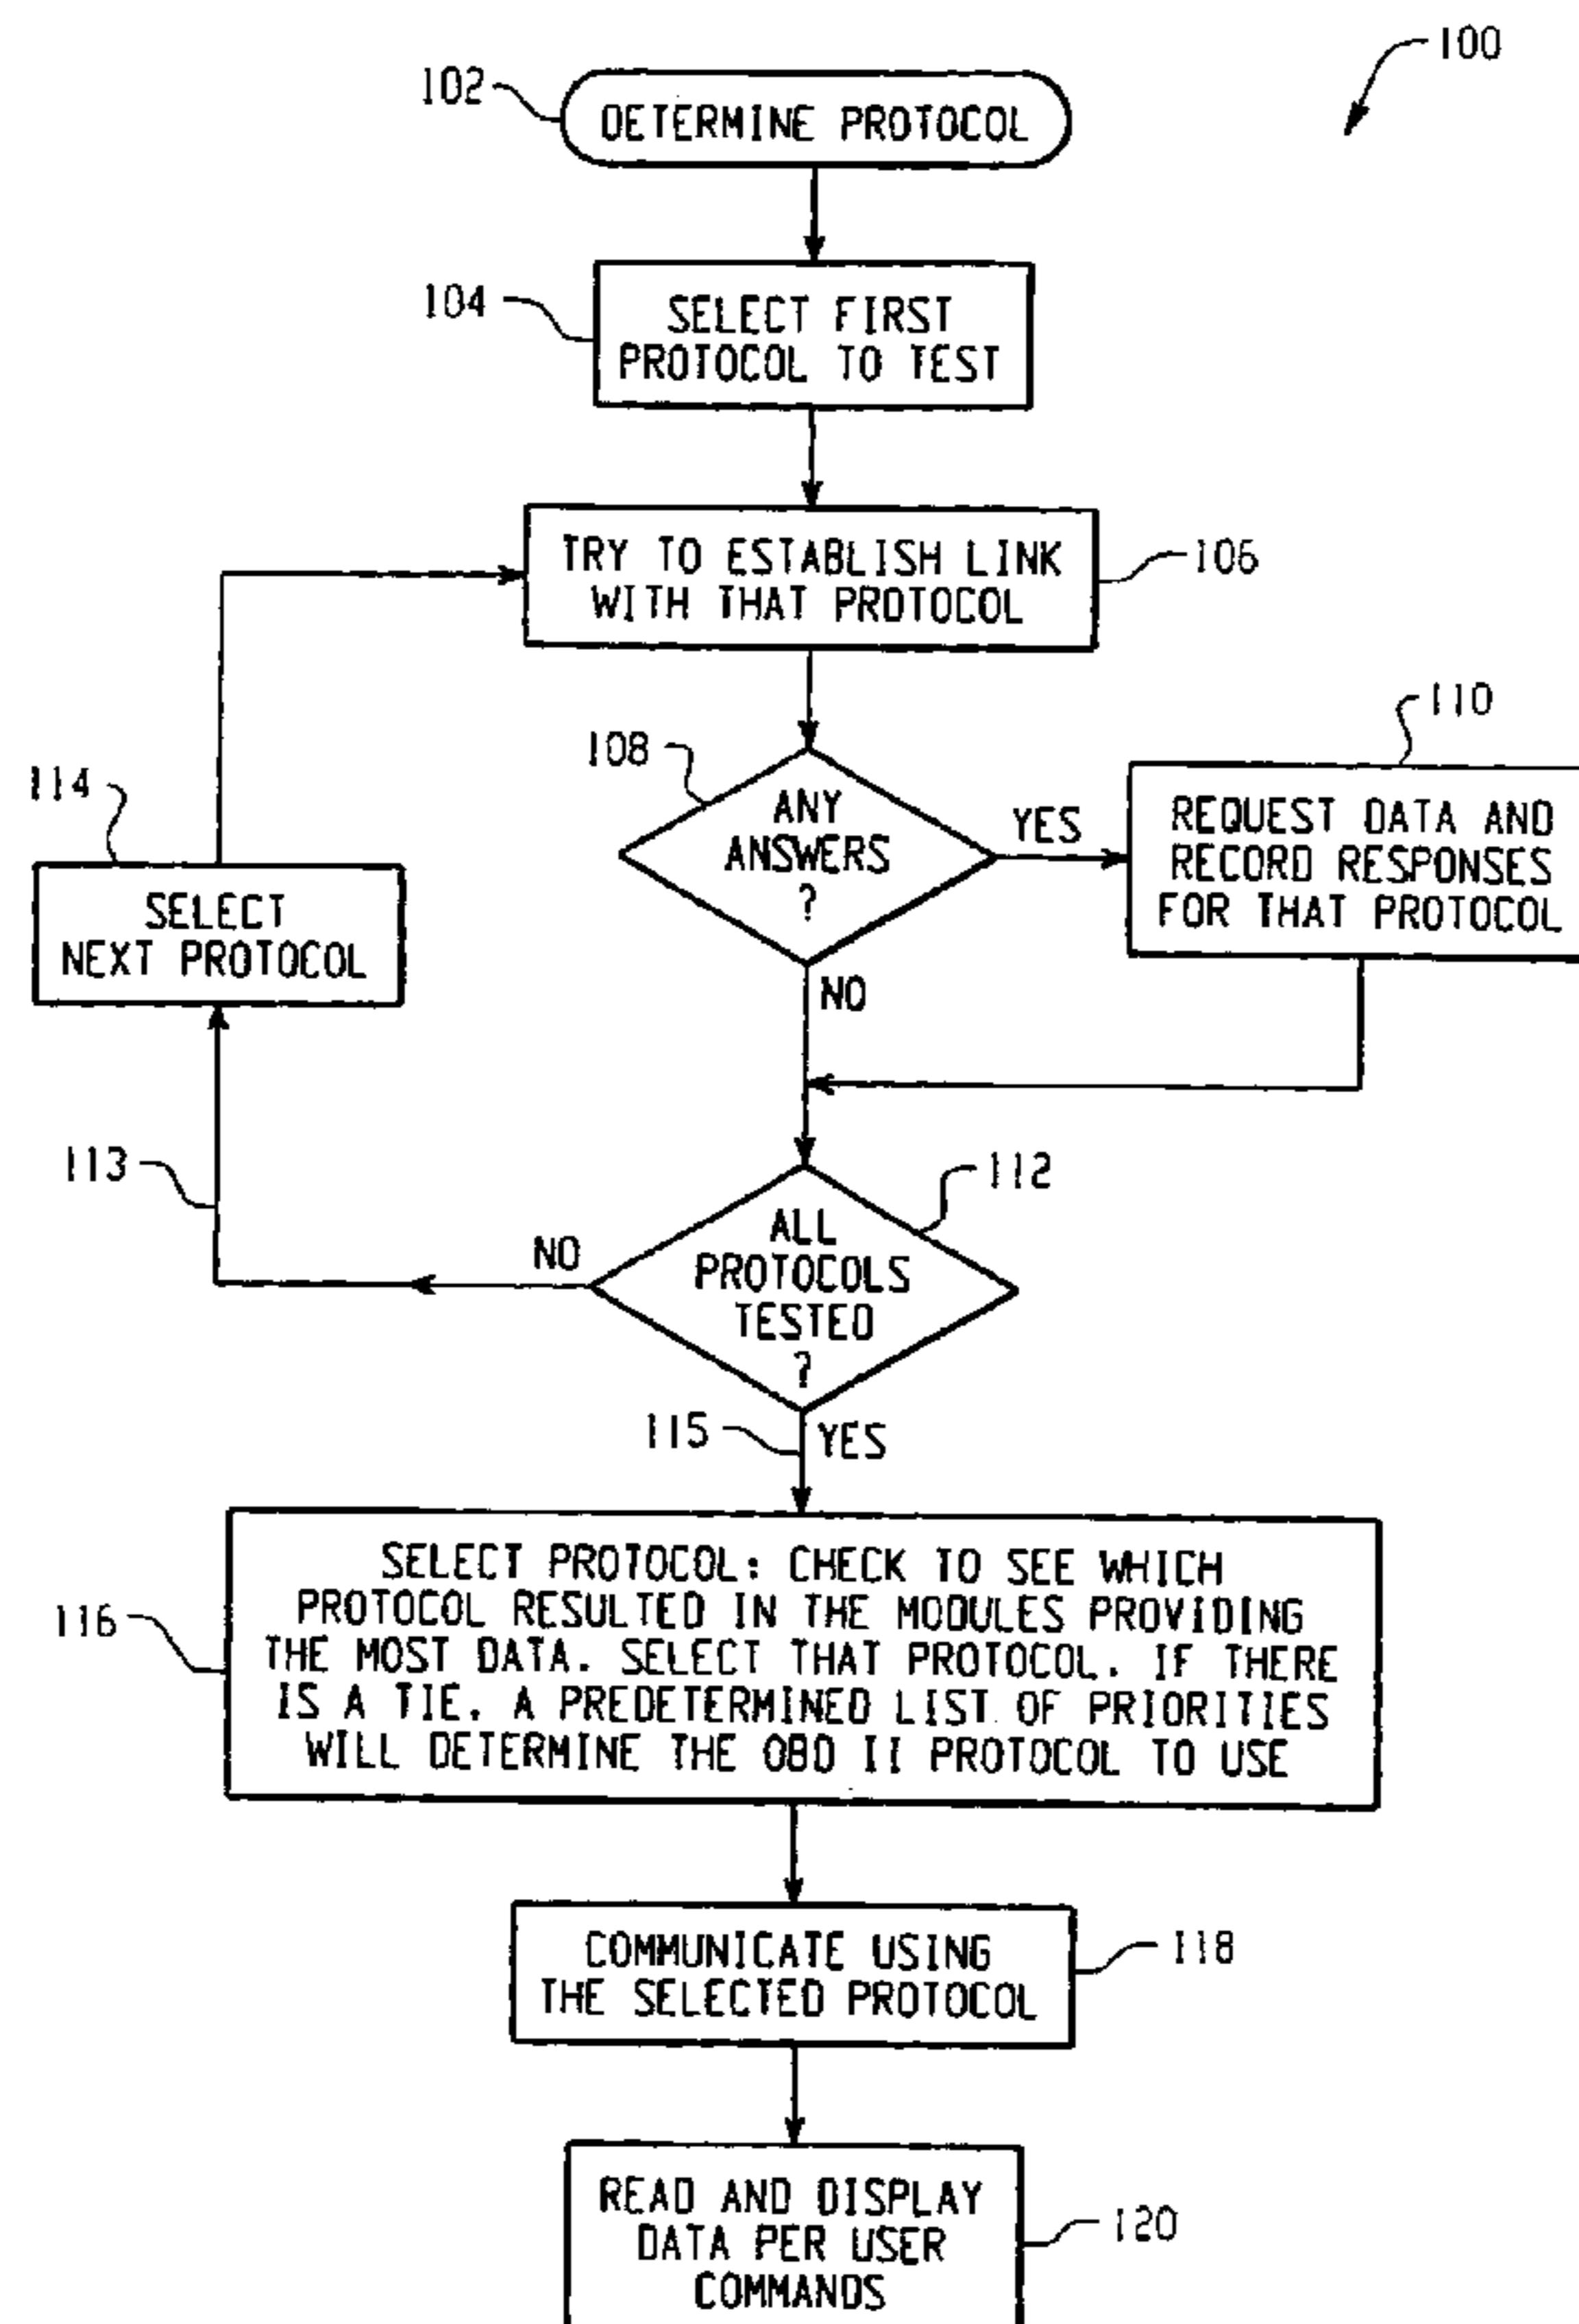 100
102
DETERMINE PROTOCOL
104
SELECT FIRST
PROTOCOL TO TEST
TRY TO ESTABLISH LINK
WITH THAT PROTOCOL
106
108
ANY
ANSWERS
?
YES
NO
110
REQUEST DATA AND
RECORD RESPONSES
FOR THAT PROTOCOL
114
SELECT
NEXT PROTOCOL
113
NO
112
ALL
PROTOCOLS
TESTED
?
115
YES
116
SELECT PROTOCOL: CHECK TO SEE WHICH
PROTOCOL RESULTED IN THE MODULES PROVIDING
THE MOST DATA. SELECT THAT PROTOCOL. IF THERE
IS A TIE, A PREDETERMINED LIST OF PRIORITIES
WILL DETERMINE THE OBD II PROTOCOL TO USE
COMMUNICATE USING
THE SELECTED PROTOCOL
118
READ AND DISPLAY
DATA PER USER
COMMANDS
120